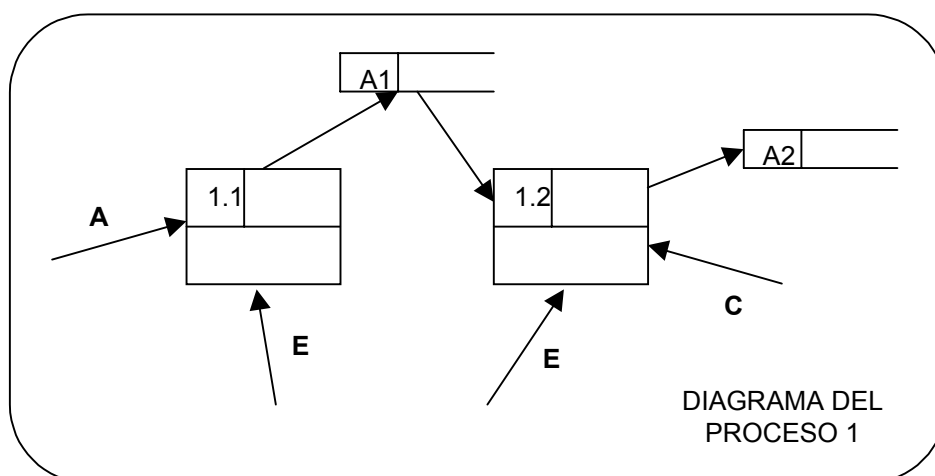 A1
A2
1.1
1.2
A
C
E
E
DIAGRAMA DEL
PROCESO 1